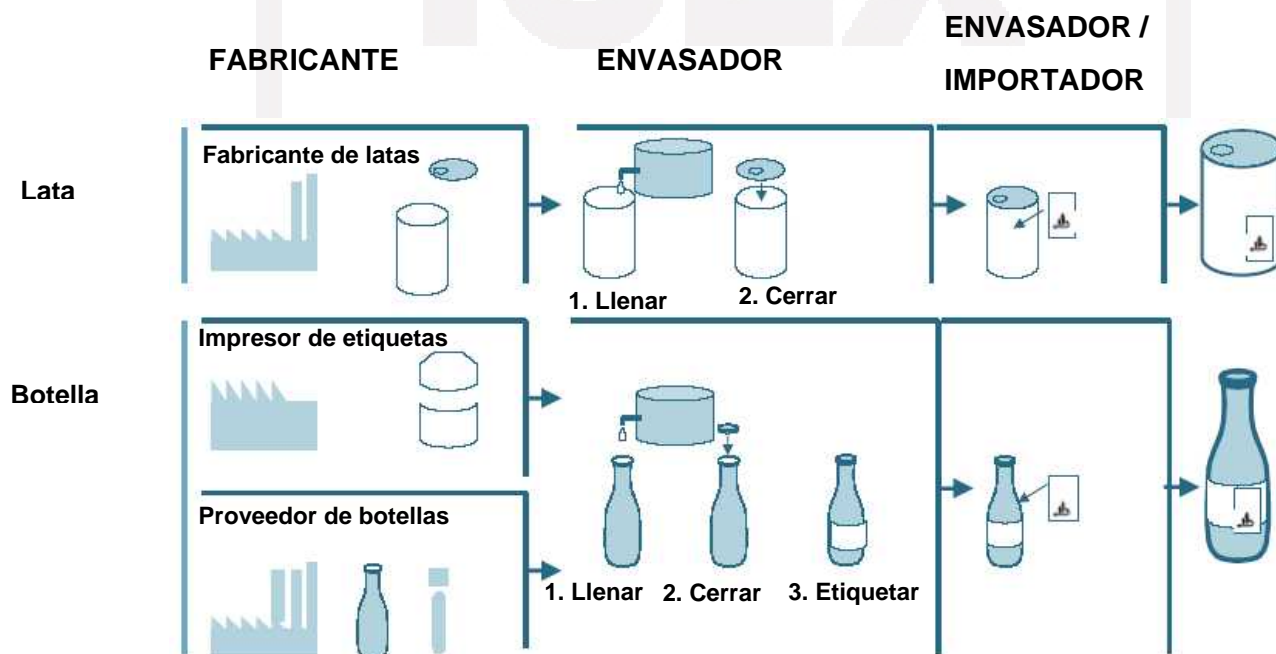 FABRICANTE
ENVASADOR
ENVASADOR /
IMPORTADOR
Fabricante de latas
Lata
1. Llenar
2. Cerrar
Impresor de etiquetas
Botella
Proveedor de botellas
1. Llenar
2. Cerrar
3. Etiquetar